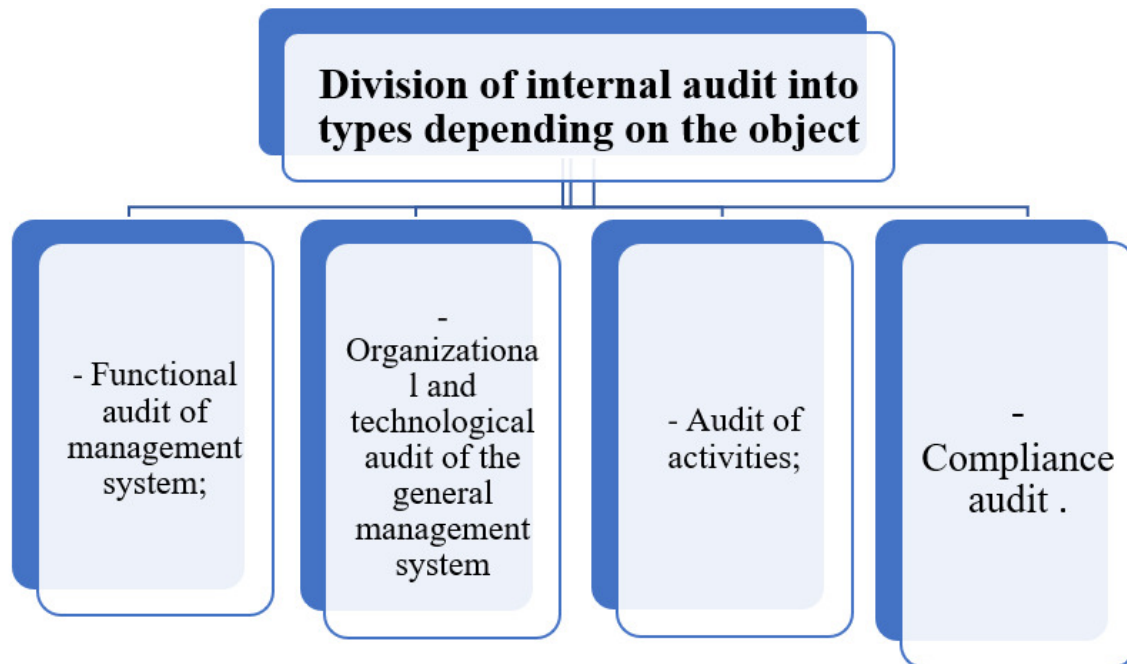 Division of internal audit into
types depending on the object
- Functional
audit of
management
system;
-
Organizationa
l and
technological
audit of the
general
management
system
- Audit of
activities;
-
Compliance
audit .